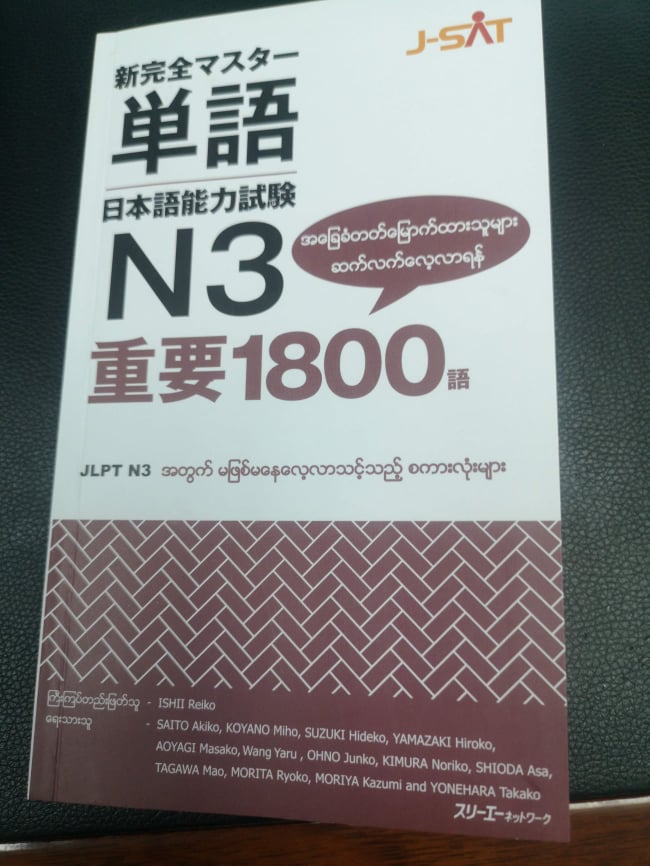 J-SAT
新完全マスター
単語
日本語能力試験
N3
အခြေခံတတ်မြောက်ထားသူများ
ဆက်လက်လေ့လာရန်
重要1800語
JLPT N3 အတွက် မဖြစ်မနေလေ့လာသင့်သည့် စကားလုံးများ
ကြီးကြပ်တည်းဖြတ်သူ - ISHII Reiko
ရေးသားသူ - SAITO Akiko, KOYANO Miho, SUZUKI Hideko, YAMAZAKI Hiroko,
AOYAGI Masako, Wang Yaru , OHNO Junko, KIMURA Noriko, SHIODA Asa,
TAGAWA Mao, MORITA Ryoko, MORIYA Kazumi and YONEHARA Takako
スリーエーネットワーク